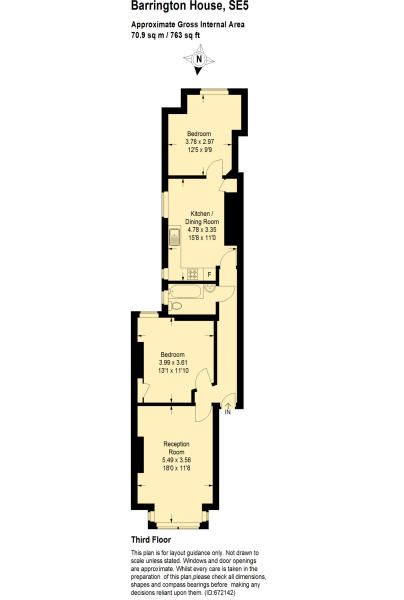 Barrington House, SE5
Approximate Gross Internal Area
70.9 sq m / 763 sq ft
N
Bedroom
3.78 x 2.97
12'5 x 9'9
Kitchen /
Dining Room
4.78 x 3.35
15'8 x 11'0
F
Bedroom
3.99 x 3.61
13'1 x 11'10
IN
Reception
Room
5.49 x 3.56
18'0 x 11'8
Third Floor
This plan is for layout guidance only. Not drawn to
scale unless stated. Windows and door openings
are approximate. Whilst every care is taken in the
preparation of this plan,please check all dimensions,
shapes and compass bearings before making any
decisions reliant upon them. (ID:672142)